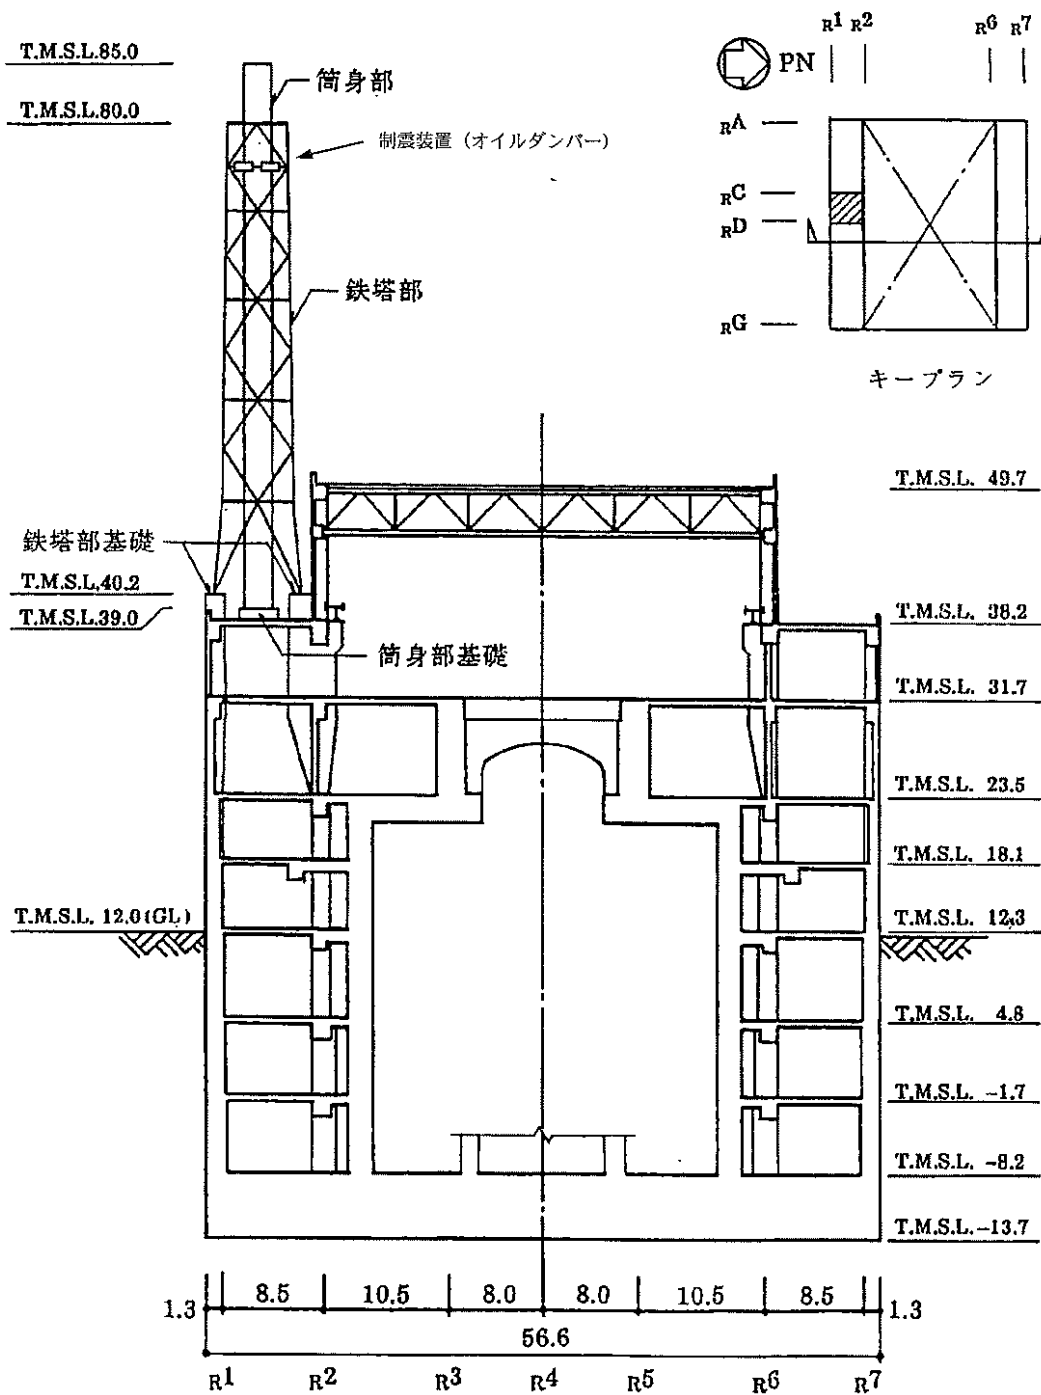 T.M.S.L.85.0
T.M.S.L.80.0
筒身部
制震装置（オイルダンパー）
鉄塔部
R1 R2 R6 R7
PN
RA
RC
RD
RG
キープラン
鉄塔部基礎
T.M.S.L.40.2
T.M.S.L.39.0
筒身部基礎
T.M.S.L. 12.0(GL)
T.M.S.L. 49.7
T.M.S.L. 38.2
T.M.S.L. 31.7
T.M.S.L. 23.5
T.M.S.L. 18.1
T.M.S.L. 12.3
T.M.S.L. 4.8
T.M.S.L. -1.7
T.M.S.L. -8.2
T.M.S.L.-13.7
1.3 8.5 10.5 8.0 8.0 10.5 8.5 1.3
56.6
R1 R2 R3 R4 R5 R6 R7